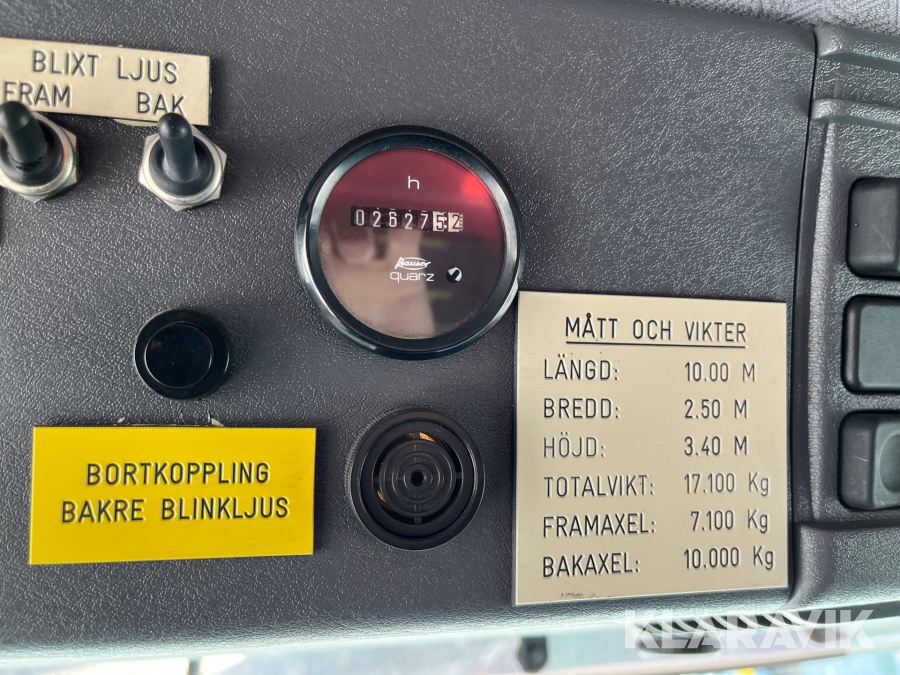 BLIXT LJUS
FRAM BAK
h
0262752
Bauser
quarz
MÅTT OCH VIKTER
LÄNGD: 10.00 M
BREDD: 2.50 M
HÖJD: 3.40 M
TOTALVIKT: 17.100 Kg
FRAMAXEL: 7.100 Kg
BAKAXEL: 10.000 Kg
BORTKOPPLING
BAKRE BLINKLJUS
KLARAVIK